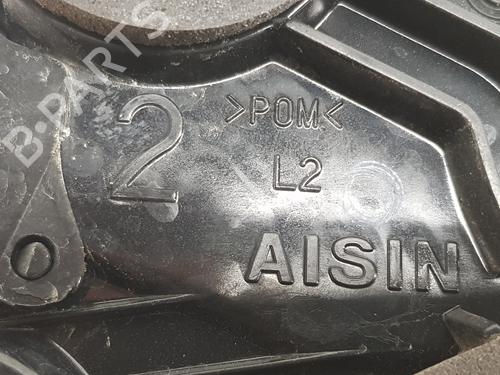 B-PARTS
2
>POM<
L2
AISIN